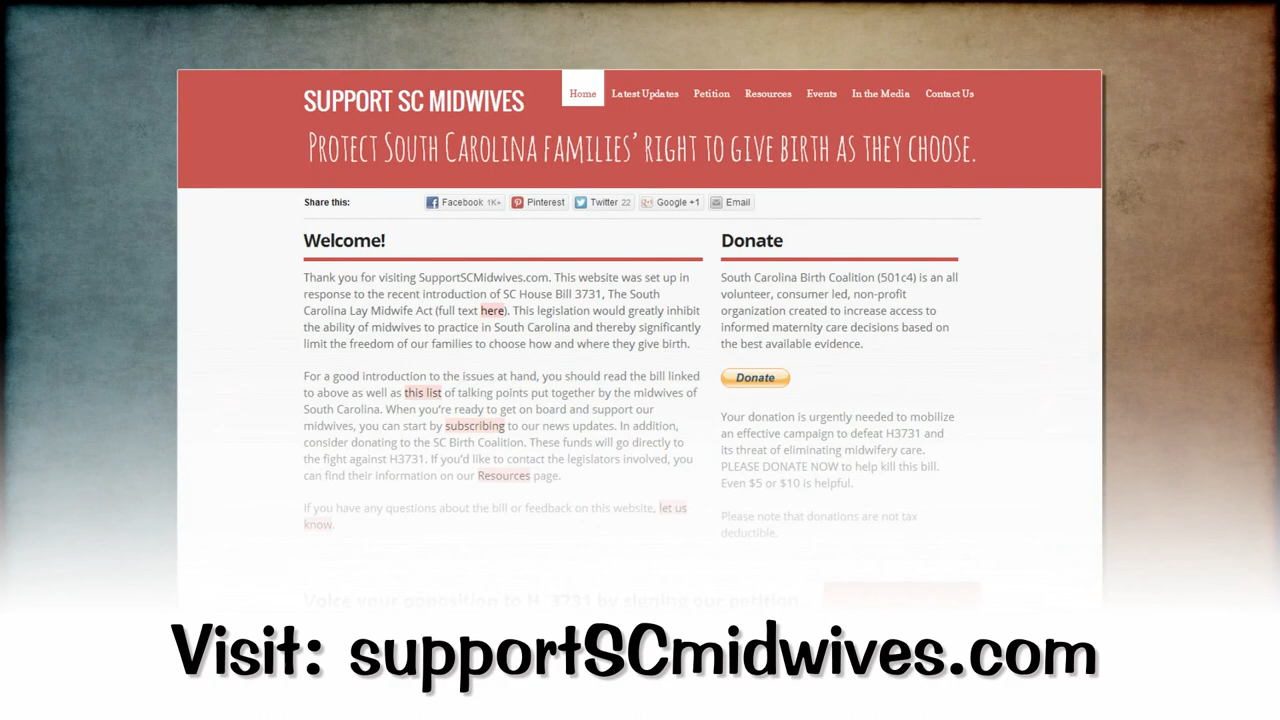 SUPPORT SC MIDWIVES
Home Latest Updates Petition Resources Events In the Media Contact Us
PROTECT SOUTH CAROLINA FAMILIES' RIGHT TO GIVE BIRTH AS THEY CHOOSE.
Share this: Facebook 1K+ Pinterest Twitter 22 Google +1 Email
Welcome!
Thank you for visiting SupportSCMidwives.com. This website was set up in
response to the recent introduction of SC House Bill 3731, The South
Carolina Lay Midwife Act (full text here). This legislation would greatly inhibit
the ability of midwives to practice in South Carolina and thereby significantly
limit the freedom of our families to choose how and where they give birth.
For a good introduction to the issues at hand, you should read the bill linked
to above as well as this list of talking points put together by the midwives of
South Carolina. When you're ready to get on board and support our
midwives, you can start by subscribing to our news updates. In addition,
consider donating to the SC Birth Coalition. These funds will go directly to
the fight against H3731. If you'd like to contact the legislators involved, you
can find their information on our Resources page.
If you have any questions about the bill or feedback on this website, let us
know.
Donate
South Carolina Birth Coalition (501c4) is an all
volunteer, consumer led, non-profit
organization created to increase access to
informed maternity care decisions based on
the best available evidence.
Donate
Your donation is urgently needed to mobilize
an effective campaign to defeat H3731 and
its threat of eliminating midwifery care.
PLEASE DONATE NOW to help kill this bill.
Even $5 or $10 is helpful.
Please note that donations are not tax
deductible.
Voice your opposition to H. 3731 by signing our petition
Visit: supportSCmidwives.com